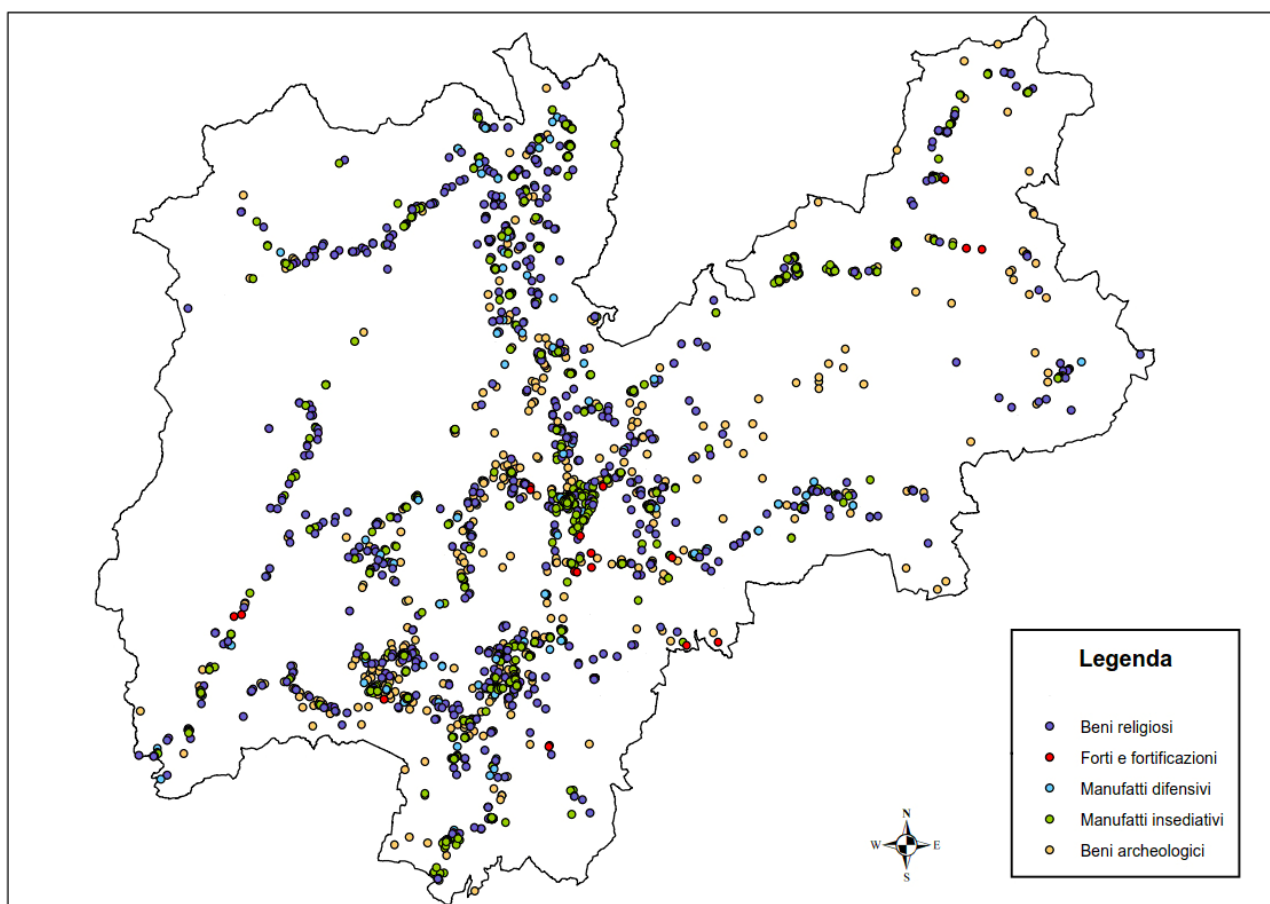 Legenda
Beni religiosi
Forti e fortificazioni
Manufatti difensivi
Manufatti insediativi
Beni archeologici
N
W E
S